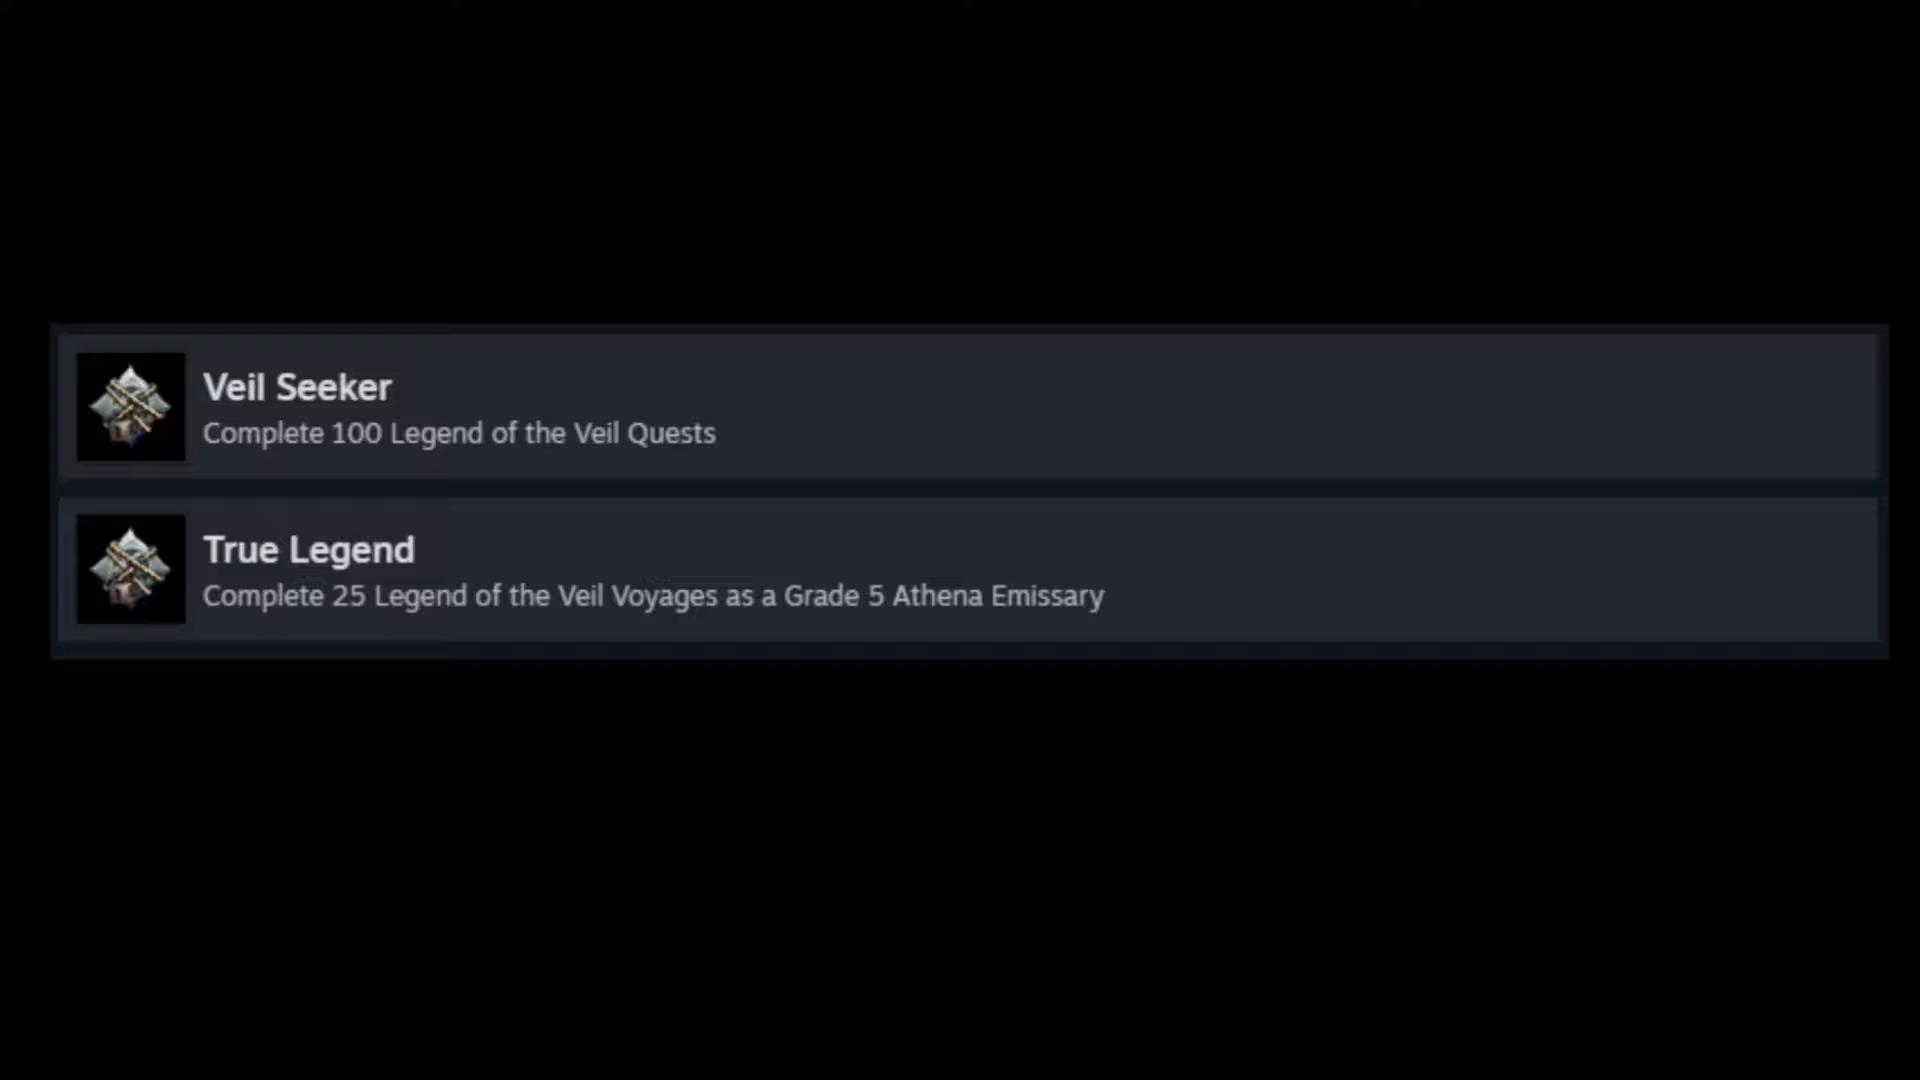 Veil Seeker
Complete 100 Legend of the Veil Quests
True Legend
Complete 25 Legend of the Veil Voyages as a Grade 5 Athena Emissary